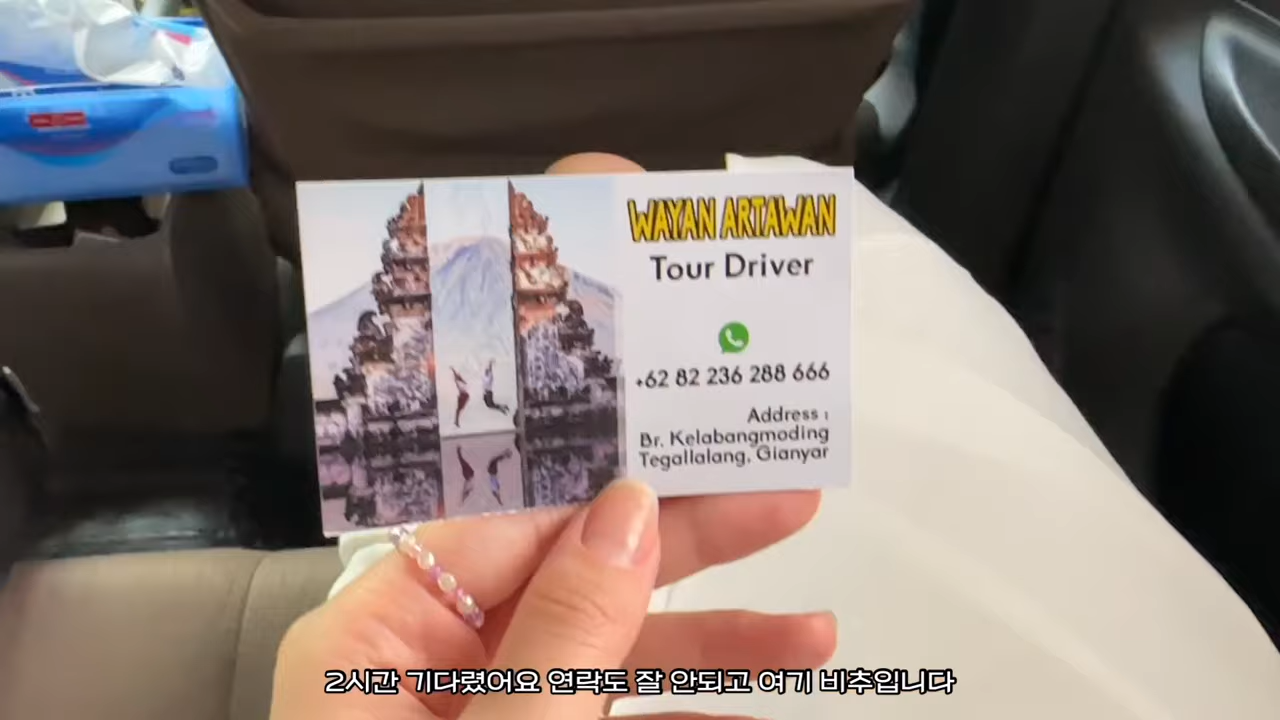 WAYAN ARTAWAN
Tour Driver
+62 82 236 288 666
Address :
Br. Kelabangmoding
Tegallalang, Gianyar
2시간 기다렸어요 연락도 잘 안되고 여기 비추입니다